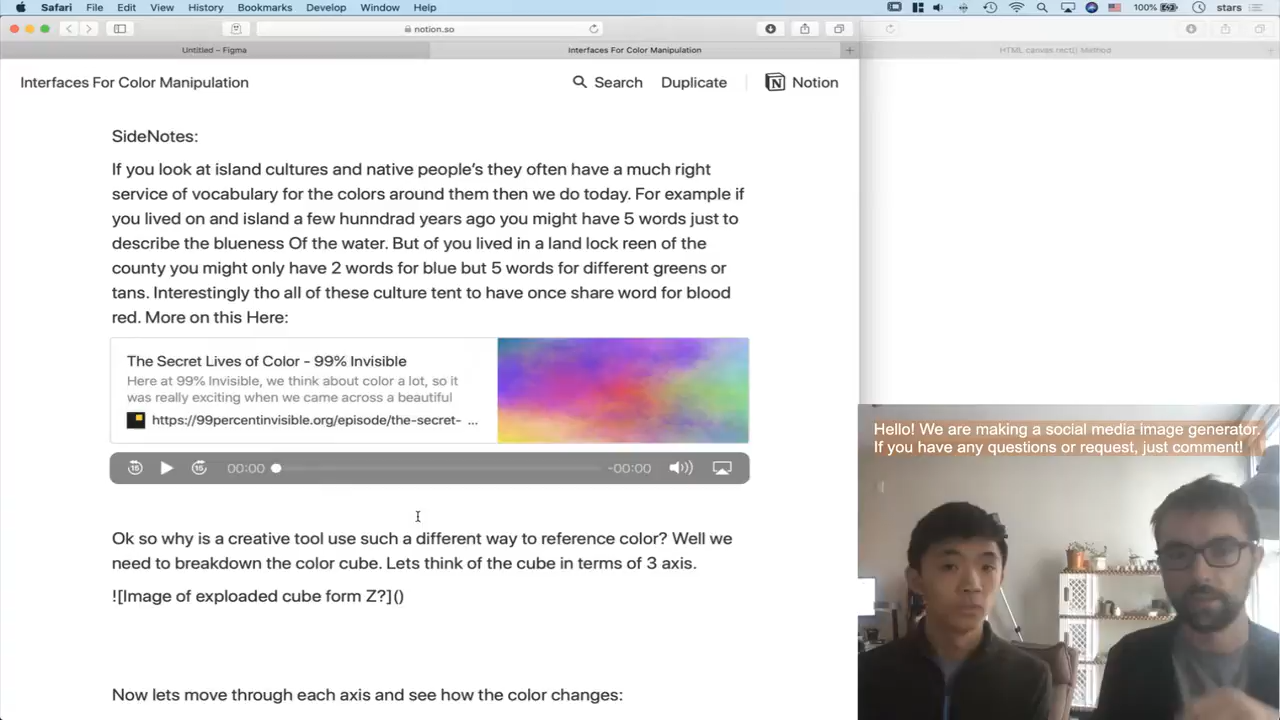 Safari File Edit View History Bookmarks Develop Window Help 100% stars
notion.so
Untitled – Figma
Interfaces For Color Manipulation
HTML canvas rect() Method
Interfaces For Color Manipulation
Search
Duplicate
Notion
SideNotes:
If you look at island cultures and native people's they often have a much right
service of vocabulary for the colors around them then we do today. For example if
you lived on and island a few hunndrad years ago you might have 5 words just to
describe the blueness Of the water. But of you lived in a land lock reen of the
county you might only have 2 words for blue but 5 words for different greens or
tans. Interestingly tho all of these culture tent to have once share word for blood
red. More on this Here:
The Secret Lives of Color - 99% Invisible
Here at 99% Invisible, we think about color a lot, so it
was really exciting when we came across a beautiful
https://99percentinvisible.org/episode/the-secret- ...
15 15 00:00 -00:00
Hello! We are making a social media image generator.
If you have any questions or request, just comment!
Ok so why is a creative tool use such a different way to reference color? Well we
need to breakdown the color cube. Lets think of the cube in terms of 3 axis.
![Image of exploaded cube form Z?]()
Now lets move through each axis and see how the color changes: